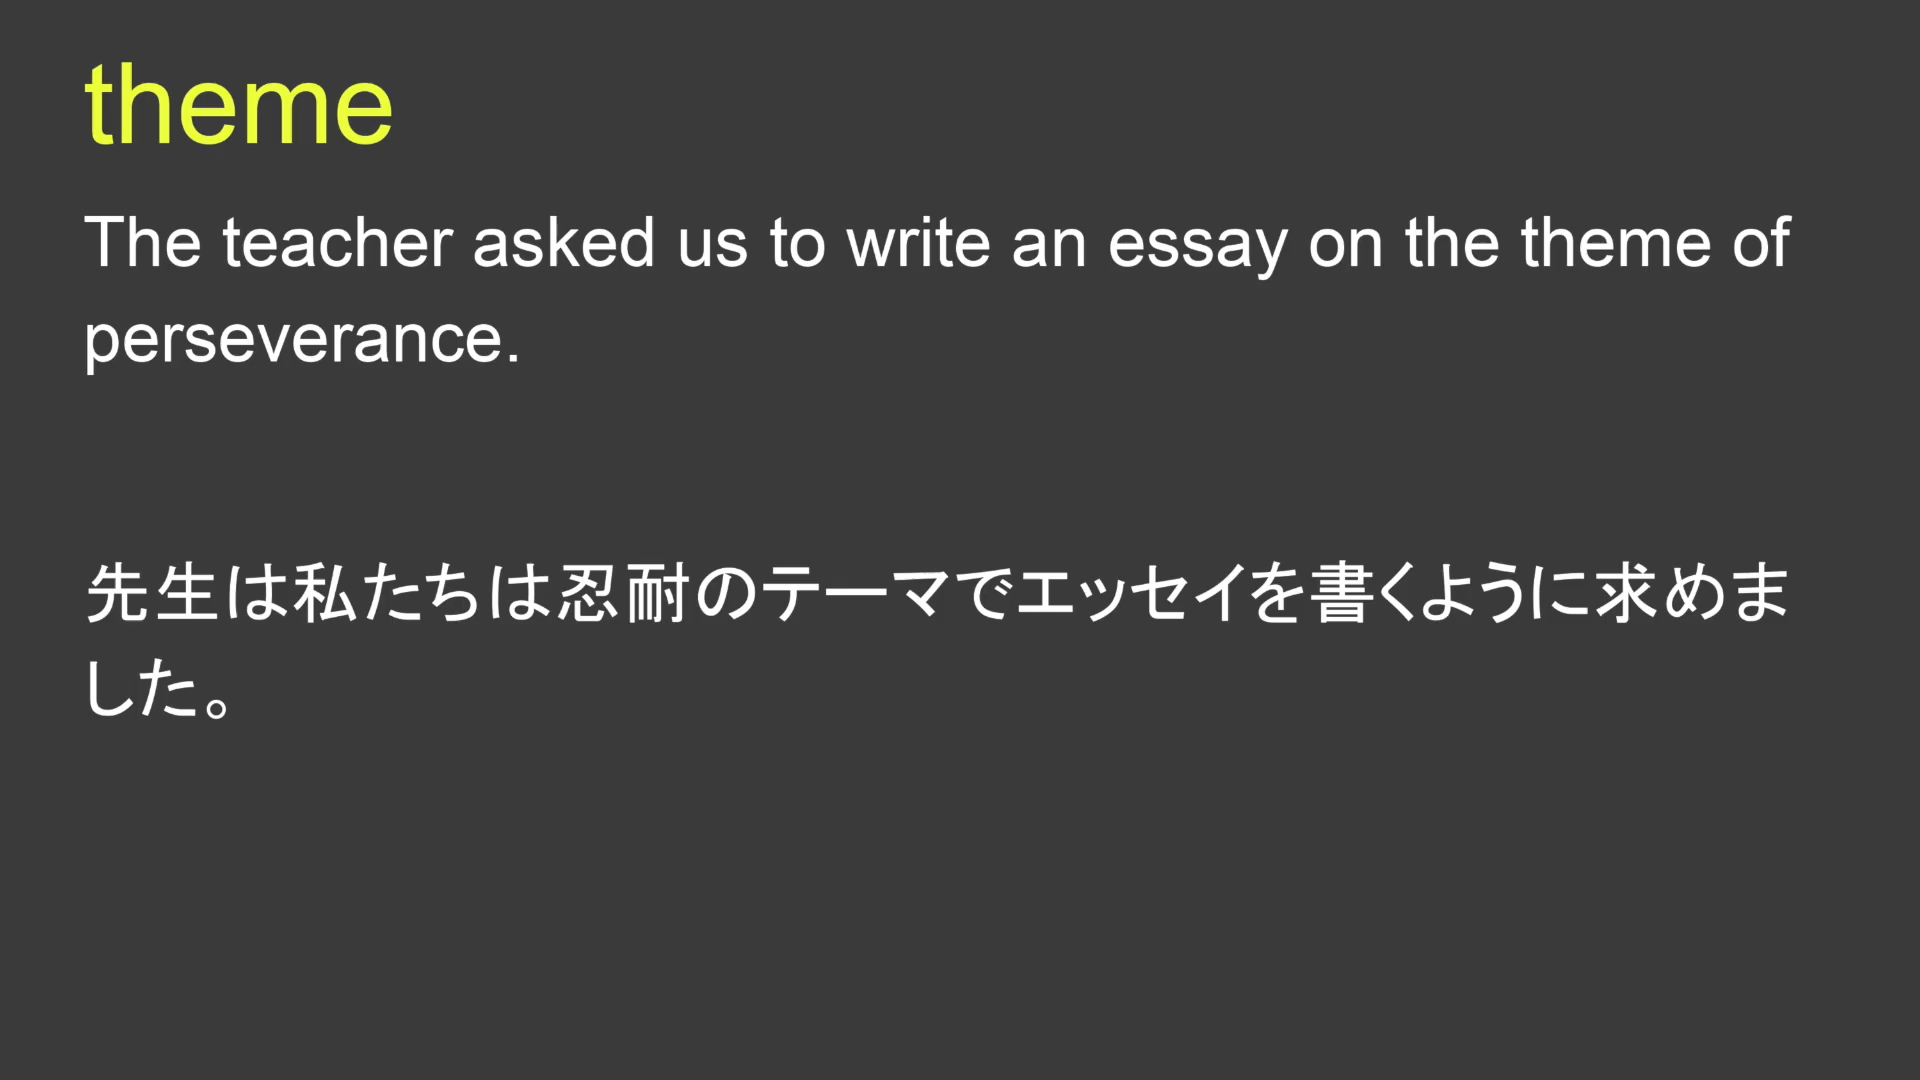 theme
The teacher asked us to write an essay on the theme of
perseverance.
先生は私たちは忍耐のテーマでエッセイを書くように求めま
した。